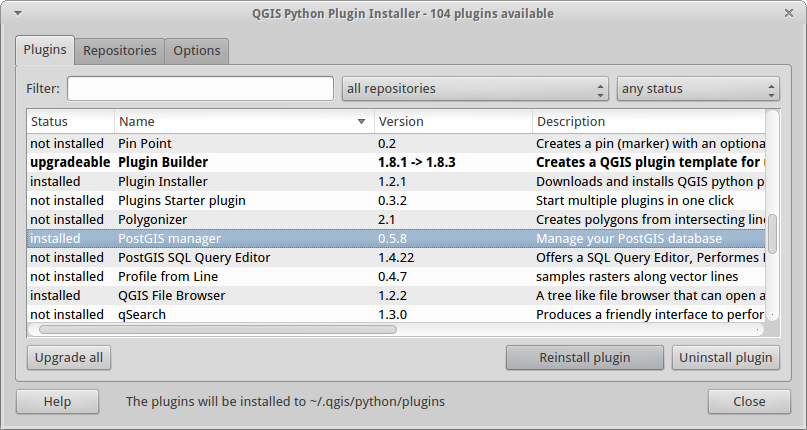 QGIS Python Plugin Installer - 104 plugins available
Plugins Repositories Options
Filter: all repositories any status
Status Name Version Description
not installed Pin Point 0.2 Creates a pin (marker) with an optiona
upgradeable Plugin Builder 1.8.1 -> 1.8.3 Creates a QGIS plugin template for
installed Plugin Installer 1.2.1 Downloads and installs QGIS python p
not installed Plugins Starter plugin 0.3.2 Start multiple plugins in one click
not installed Polygonizer 2.1 Creates polygons from intersecting line
installed PostGIS manager 0.5.8 Manage your PostGIS database
not installed PostGIS SQL Query Editor 1.4.22 Offers a SQL Query Editor, Performes
not installed Profile from Line 0.4.7 samples rasters along vector lines
installed QGIS File Browser 1.2.2 A tree like file browser that can open a
not installed qSearch 1.3.0 Produces a friendly interface to perfor
Upgrade all Reinstall plugin Uninstall plugin
Help The plugins will be installed to ~/.qgis/python/plugins Close